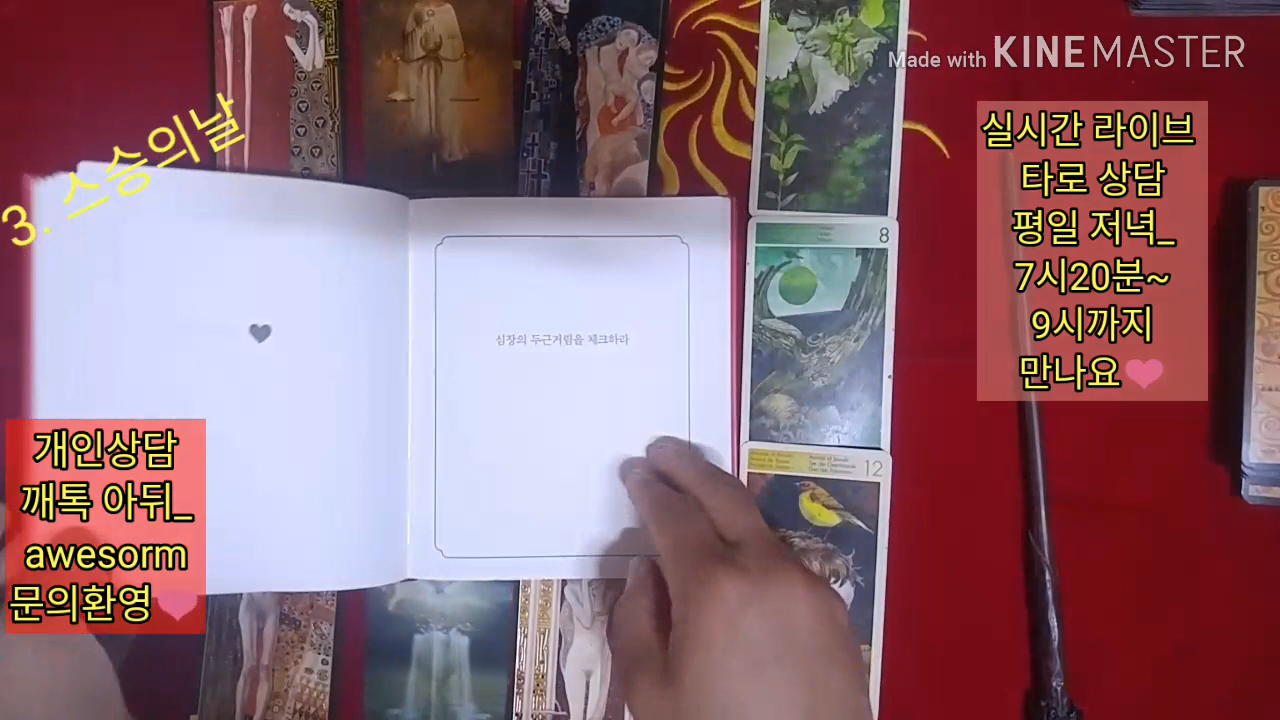 Made with KINEMASTER
3. 스승의날
실시간 라이브
타로 상담
평일 저녁_
7시20분~
9시까지
만나요
8
심장의 두근거림을 체크하라
12
개인상담
깨톡 아뒤_
awesorm
문의환영